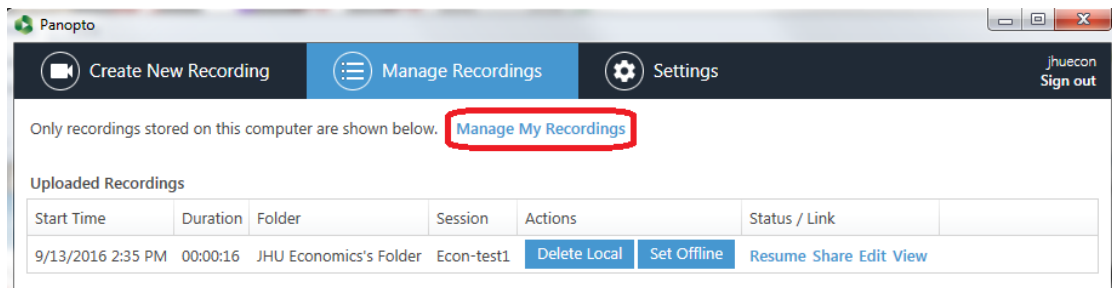 Panopto
Create New Recording Manage Recordings Settings jhuecon
Sign out
Only recordings stored on this computer are shown below. Manage My Recordings
Uploaded Recordings
Start Time Duration Folder Session Actions Status / Link
9/13/2016 2:35 PM 00:00:16 JHU Economics's Folder Econ-test1 Delete Local Set Offline Resume Share Edit View